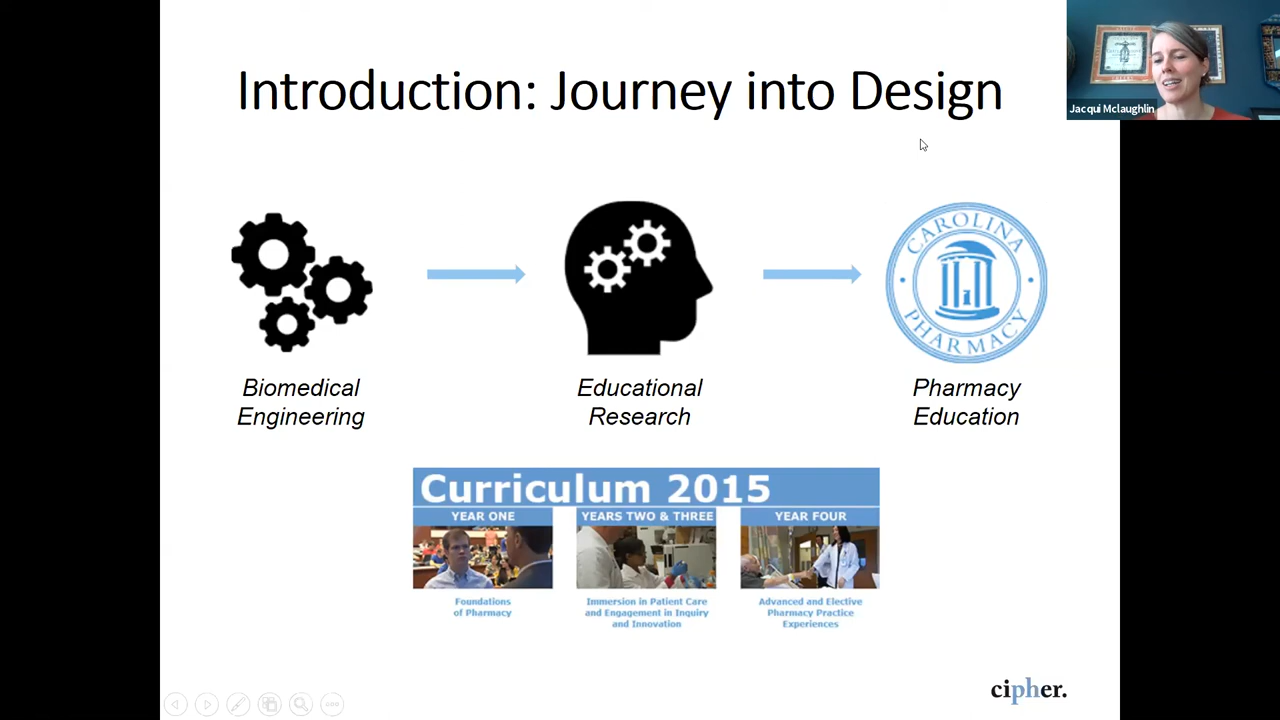 Introduction: Journey into Design
Jacqui Mclaughlin
CAROLINA
PHARMACY
Biomedical
Engineering
Educational
Research
Pharmacy
Education
Curriculum 2015
YEAR ONE
YEARS TWO & THREE
YEAR FOUR
Foundations
of Pharmacy
Immersion in Patient Care
and Engagement in Inquiry
and Innovation
Advanced and Elective
Pharmacy Practice
Experiences
cipher.